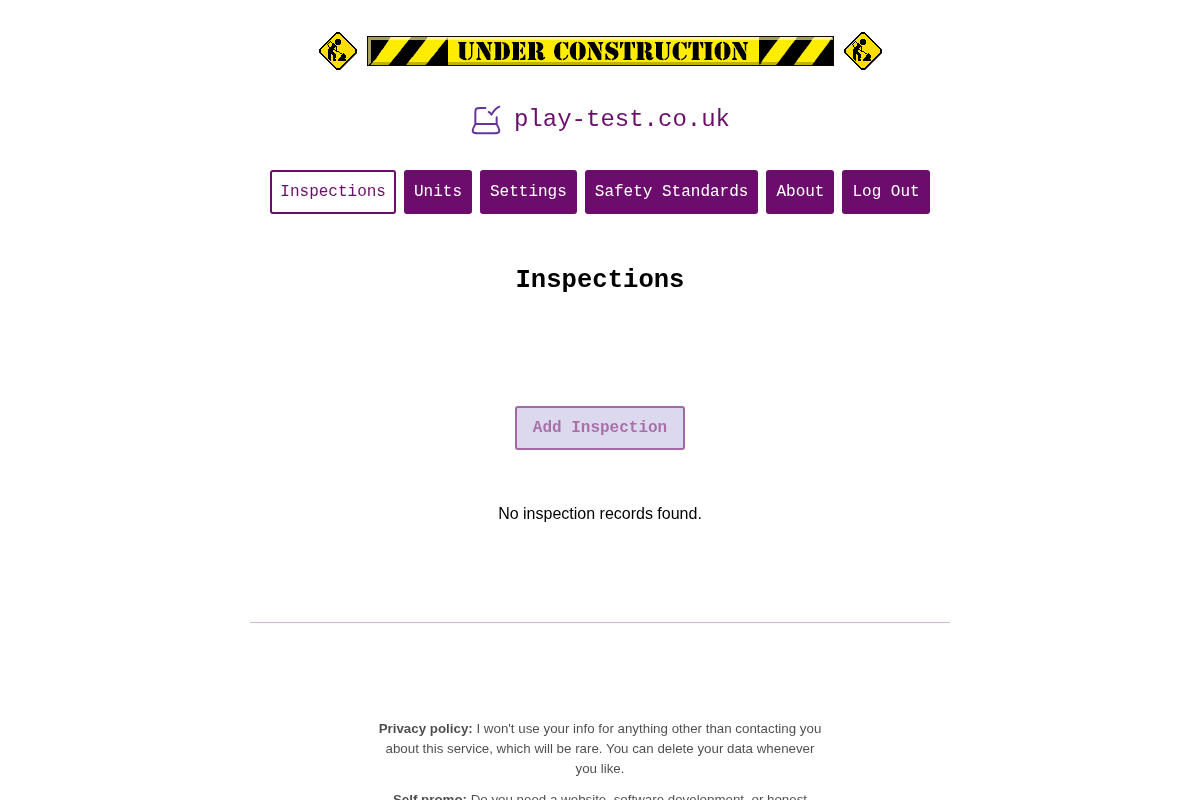 UNDER CONSTRUCTION
play-test.co.uk
Inspections Units Settings Safety Standards About Log Out
Inspections
Add Inspection
No inspection records found.
Privacy policy: I won't use your info for anything other than contacting you
about this service, which will be rare. You can delete your data whenever
you like.
Self promo: Do you need a website, software development, or honest